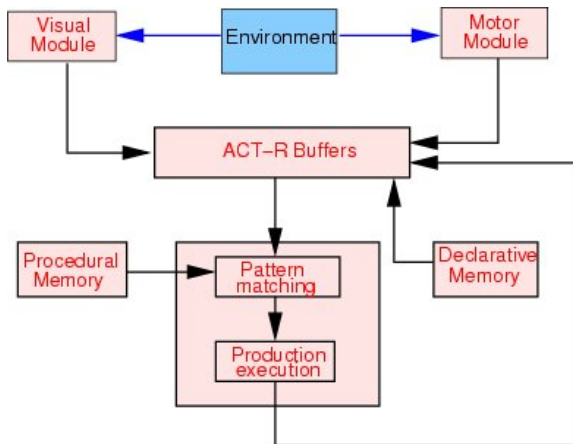 Visual
Module
Environment
Motor
Module
ACT-R Buffers
Procedural
Memory
Pattern
matching
Declarative
Memory
Production
execution